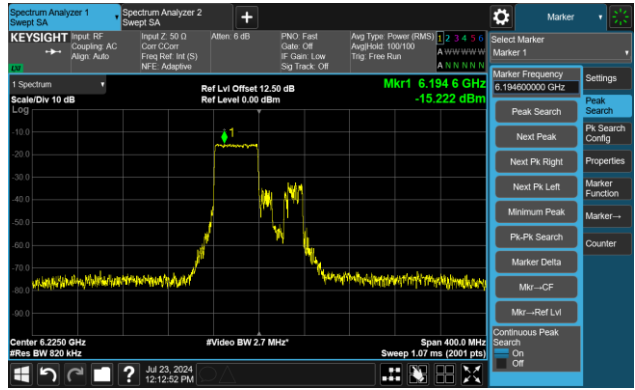 Spectrum Analyzer 1
Swept SA
Spectrum Analyzer 2
Swept SA
+
Marker
KEYSIGHT
Input: RF
Coupling: AC
Align: Auto
Input Z: 50 Ω
Corr CCorr
Freq Ref: Int (S)
NFE: Adaptive
Atten: 6 dB
PNO: Fast
Gate: Off
IF Gain: Low
Sig Track: Off
Avg Type: Power (RMS)
Avg|Hold: 100/100
Trig: Free Run
1 2 3 4 5 6
A W W W W W
A N N N N N
Select Marker
Marker 1
1 Spectrum
Scale/Div 10 dB
Log
Ref Lvl Offset 12.50 dB
Ref Level 0.00 dBm
Mkr1 6.194 6 GHz
-15.222 dBm
1
-10.0
-20.0
-30.0
-40.0
-50.0
-60.0
-70.0
-80.0
-90.0
Center 6.2250 GHz
#Res BW 820 kHz
#Video BW 2.7 MHz*
Span 400.0 MHz
Sweep 1.07 ms (2001 pts)
Marker Frequency
6.194600000 GHz
Peak Search
Next Peak
Next Pk Right
Next Pk Left
Minimum Peak
Pk-Pk Search
Marker Delta
Mkr→CF
Mkr→Ref Lvl
Continuous Peak
Search
On
Off
Settings
Peak
Search
Pk Search
Config
Properties
Marker
Function
Marker→
Counter
?
Jul 23, 2024
12:12:52 PM